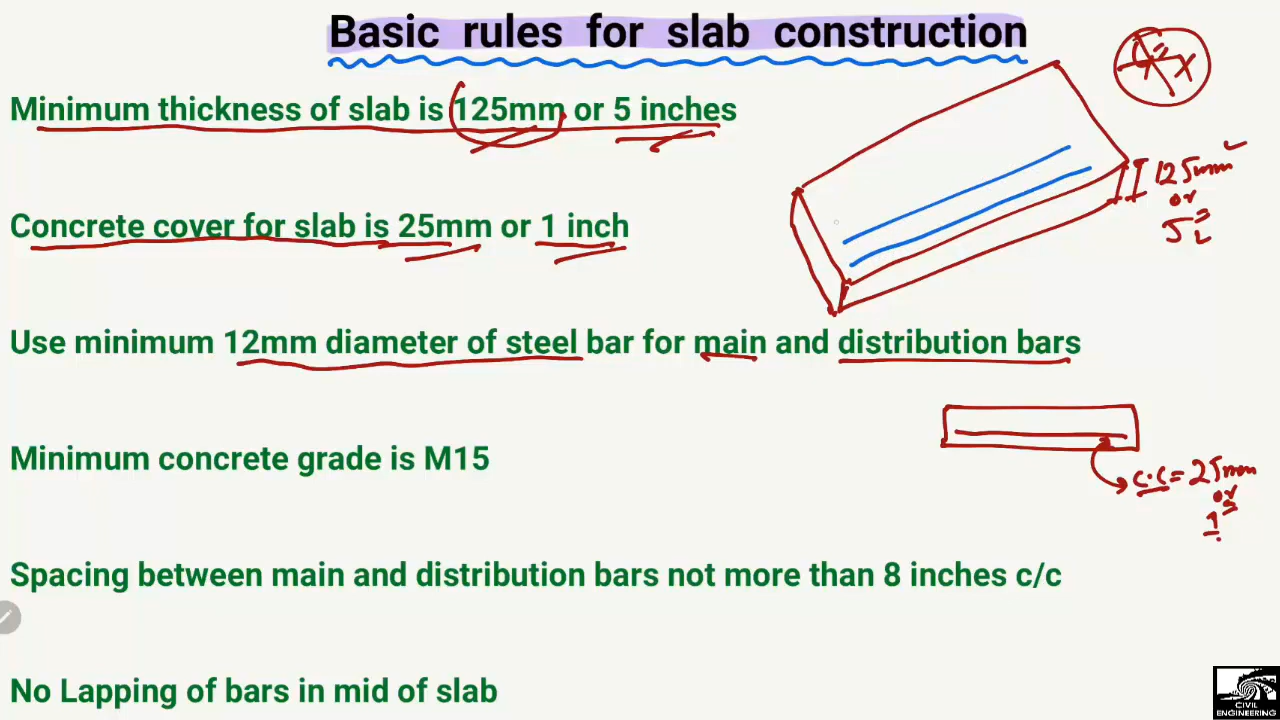 Basic rules for slab construction
Minimum thickness of slab is 125mm or 5 inches
125mm
or
5"
Concrete cover for slab is 25mm or 1 inch
Use minimum 12mm diameter of steel bar for main and distribution bars
Minimum concrete grade is M15
C.C = 25mm
or
1"
Spacing between main and distribution bars not more than 8 inches c/c
No Lapping of bars in mid of slab
CIVIL
ENGINEERING